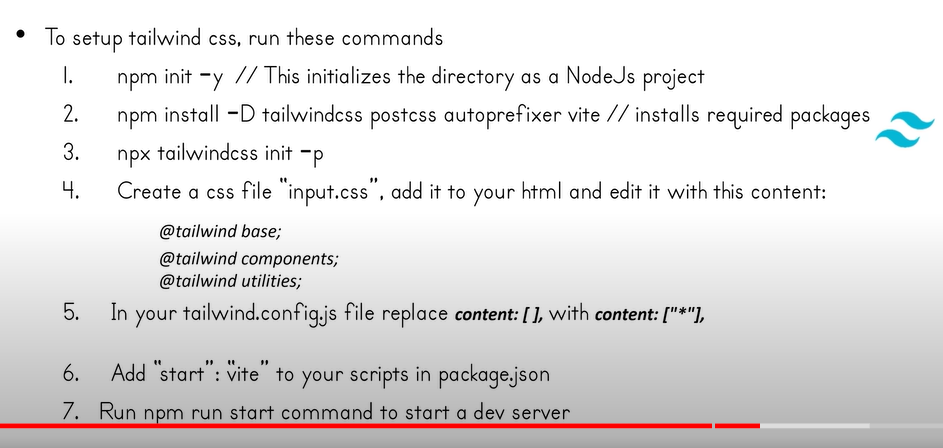 • To setup tailwind css, run these commands
1. npm init -y // This initializes the directory as a NodeJs project
2. npm install -D tailwindcss postcss autoprefixer vite // installs required packages
3. npx tailwindcss init -p
4. Create a css file "input.css", add it to your html and edit it with this content:
@tailwind base;
@tailwind components;
@tailwind utilities;
5. In your tailwind.config.js file replace content: [ ], with content: ["*"],
6. Add "start": "vite" to your scripts in package.json
7. Run npm run start command to start a dev server